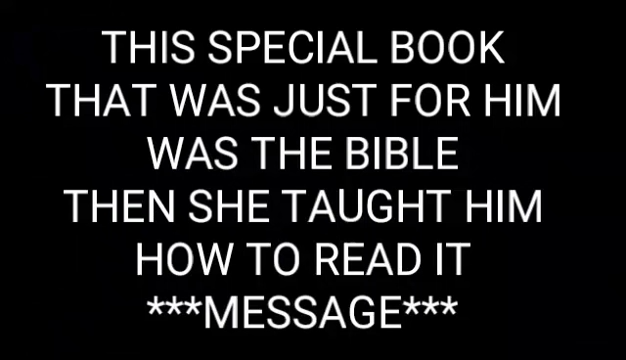 THIS SPECIAL BOOK
THAT WAS JUST FOR HIM
WAS THE BIBLE
THEN SHE TAUGHT HIM
HOW TO READ IT
***MESSAGE***